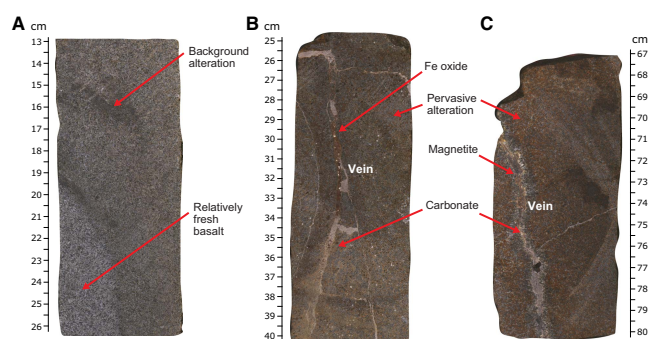 A
cm
13
14
15
16
17
18
19
20
21
22
23
24
25
26
Background
alteration
Relatively
fresh
basalt
B
cm
25
26
27
28
29
30
31
32
33
34
35
36
37
38
39
40
Vein
Fe oxide
Pervasive
alteration
Magnetite
Carbonate
C
Vein
cm
67
68
69
70
71
72
73
74
75
76
77
78
79
80